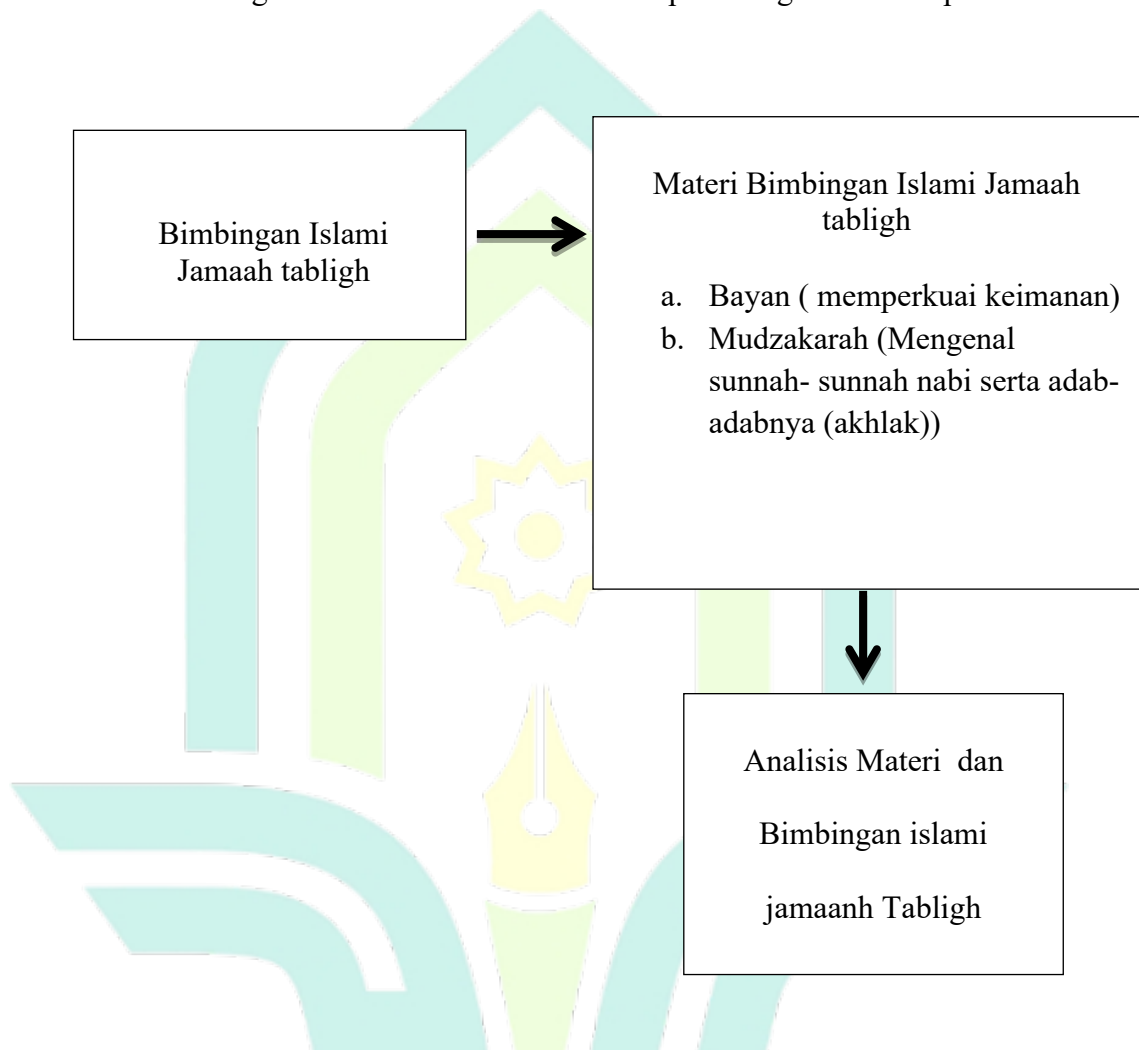 Bimbingan Islami
Jamaah tabligh
Materi Bimbingan Islami Jamaah
tabligh
a. Bayan ( memperkuai keimanan)
b. Mudzakarah (Mengenal
sunnah- sunnah nabi serta adab-
adabnya (akhlak))
Analisis Materi dan
Bimbingan islami
jamaanh Tabligh